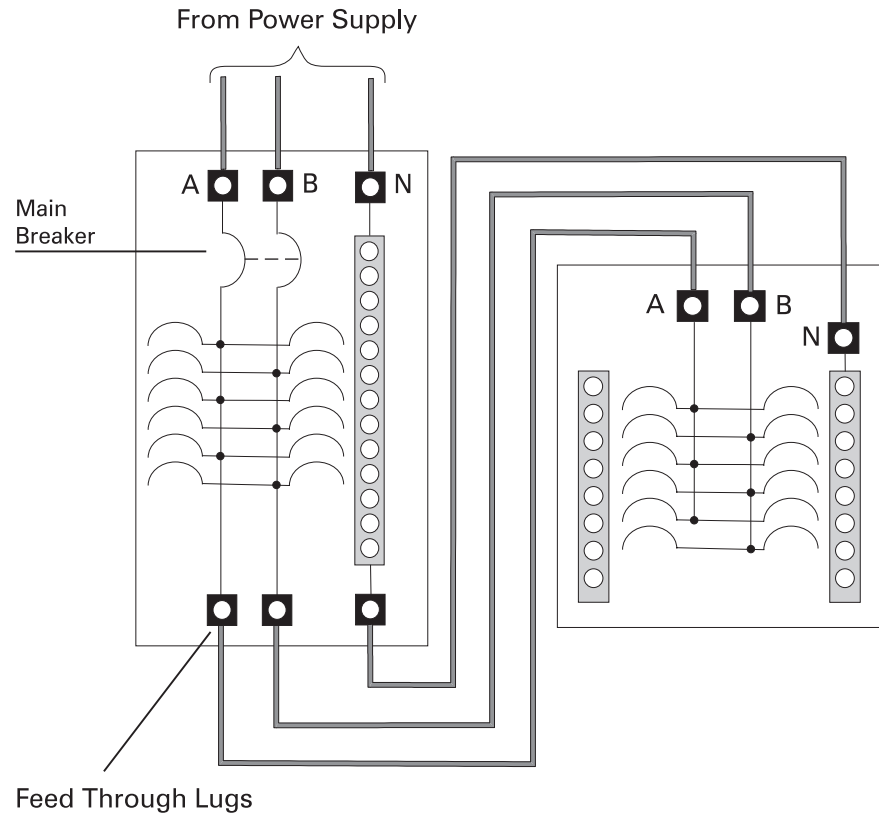 From Power Supply
A B N
Main
Breaker
A B
N
Feed Through Lugs